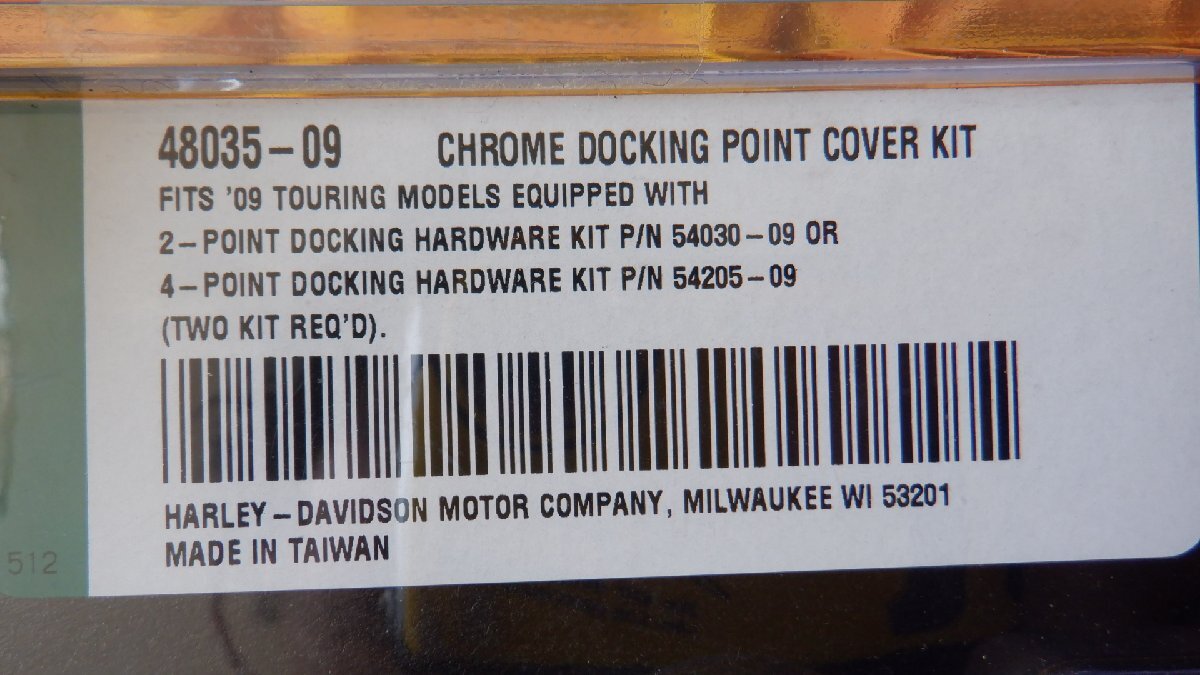 48035-09 CHROME DOCKING POINT COVER KIT
FITS '09 TOURING MODELS EQUIPPED WITH
2-POINT DOCKING HARDWARE KIT P/N 54030-09 OR
4-POINT DOCKING HARDWARE KIT P/N 54205-09
(TWO KIT REQ'D).
HARLEY-DAVIDSON MOTOR COMPANY, MILWAUKEE WI 53201
MADE IN TAIWAN
512